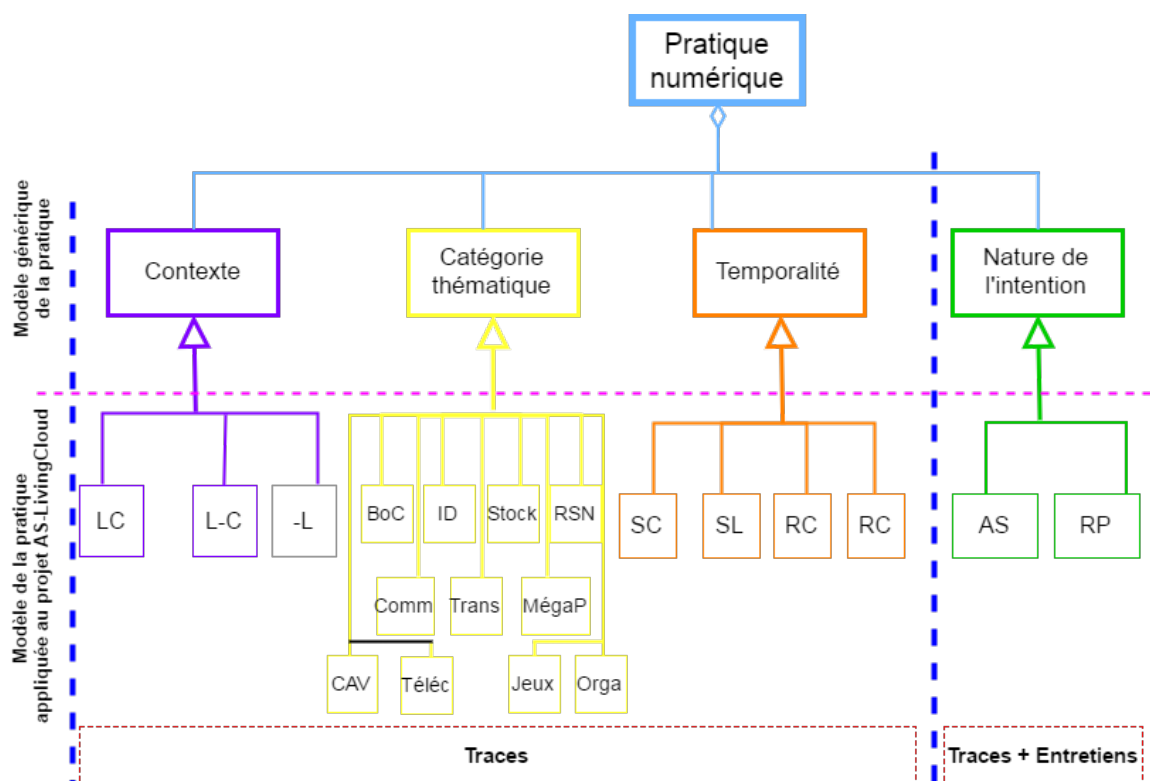 Pratique
numérique
Modèle générique
de la pratique
Contexte
Catégorie
thématique
Temporalité
Nature de
l'intention
Modèle de la pratique
appliquée au projet AS-LivingCloud
LC
L-C
-L
BoC
ID
Stock
RSN
SC
SL
RC
RC
AS
RP
Comm
Trans
MégaP
CAV
Téléc
Jeux
Orga
Traces
Traces + Entretiens